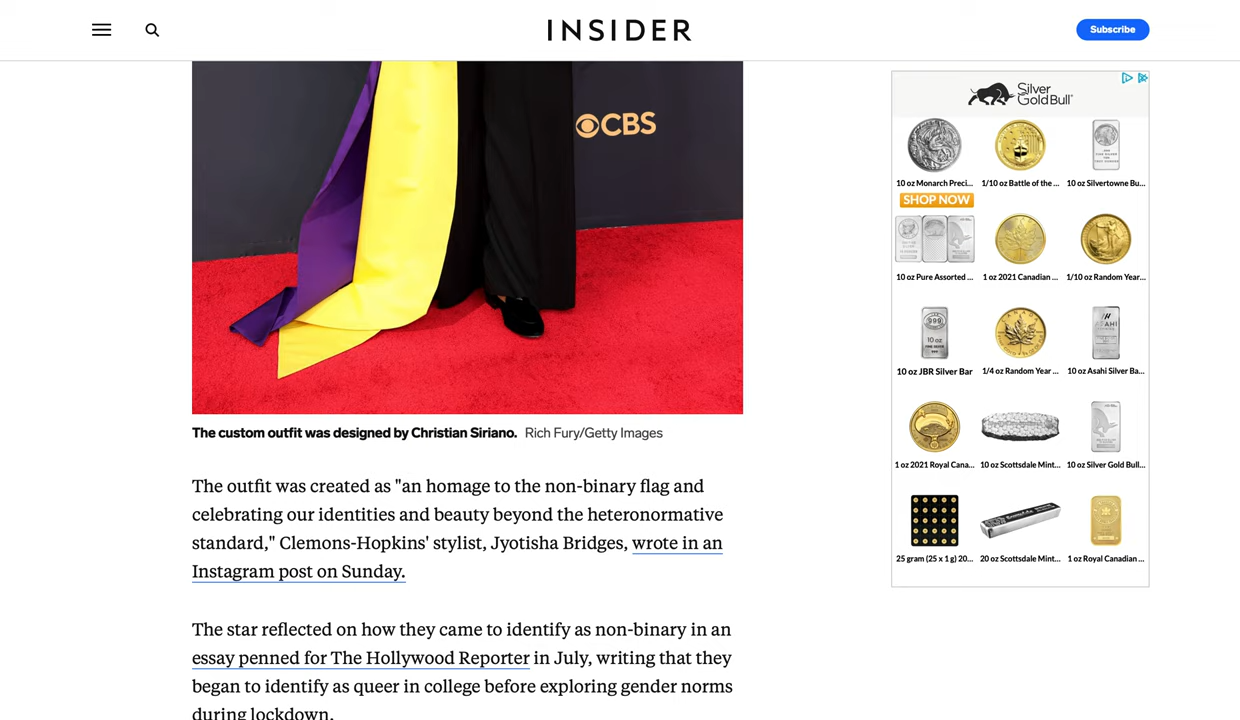 INSIDER
Subscribe
CBS
The custom outfit was designed by Christian Siriano. Rich Fury/Getty Images
The outfit was created as "an homage to the non-binary flag and
celebrating our identities and beauty beyond the heteronormative
standard," Clemons-Hopkins' stylist, Jyotisha Bridges, wrote in an
Instagram post on Sunday.
The star reflected on how they came to identify as non-binary in an
essay penned for The Hollywood Reporter in July, writing that they
began to identify as queer in college before exploring gender norms
during lockdown.
Silver
Gold Bull
10 oz Monarch Preci... 1/10 oz Battle of the ... 10 oz Silvertowne Bu...
SHOP NOW
10 oz Pure Assorted ... 1 oz 2021 Canadian ... 1/10 oz Random Year...
999
10 oz
10 oz JBR Silver Bar 1/4 oz Random Year ... 10 oz Asahi Silver Ba...
1 oz 2021 Royal Cana... 10 oz Scottsdale Mint... 10 oz Silver Gold Bull...
25 gram (25 x 1 g) 20... 20 oz Scottsdale Mint... 1 oz Royal Canadian ...